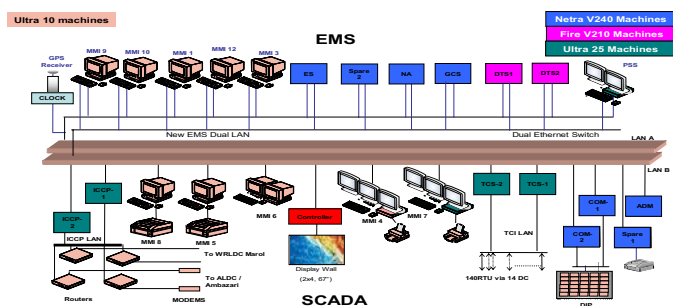 Ultra 10 machines
Netra V240 Machines
Fire V210 Machines
Ultra 25 Machines
EMS
GPS
Receiver
MMI 9
MMI 10
MMI 1
MMI 12
MMI 3
ES
Spare
2
NA
GCS
DTS1
DTS2
PSS
CLOCK
New EMS Dual LAN
Dual Ethernet Switch
LAN A
LAN B
ICCP-
1
ICCP-
2
MMI 8
MMI 5
MMI 6
Controller
MMI 4
MMI 7
TCS-2
TCS-1
COM-
1
COM-
2
ADM
Spare
1
ICCP LAN
To WRLDC Marol
To ALDC /
Ambazari
Routers
MODEMS
Display Wall
(2x4, 67")
TCI LAN
140RTU via 14 DC
DIP
SCADA